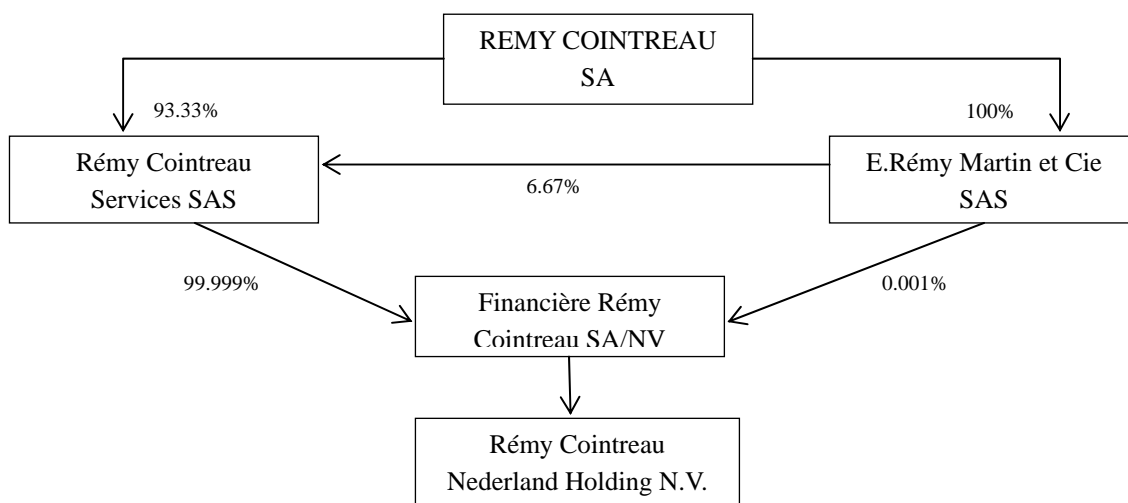 REMY COINTREAU
SA
93.33%
100%
Rémy Cointreau
Services SAS
E.Rémy Martin et Cie
SAS
6.67%
99.999%
0.001%
Financière Rémy
Cointreau SA/NV
Rémy Cointreau
Nederland Holding N.V.